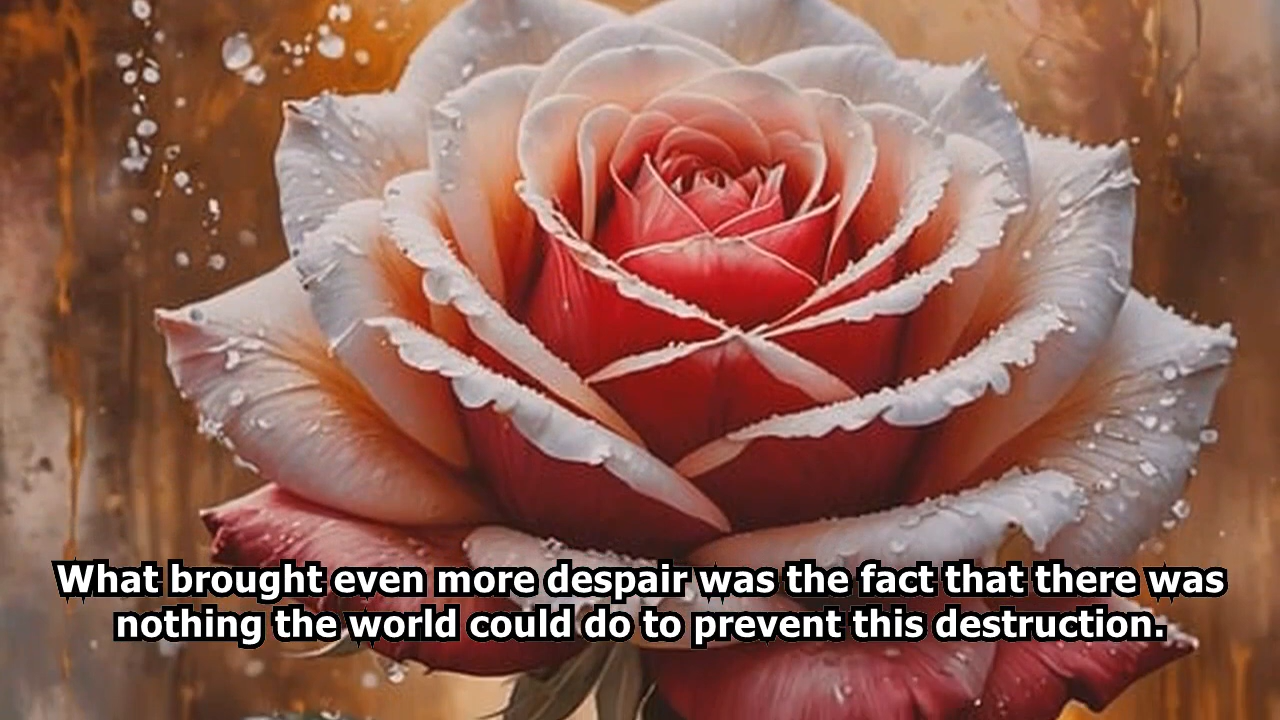 What brought even more despair was the fact that there was
nothing the world could do to prevent this destruction.